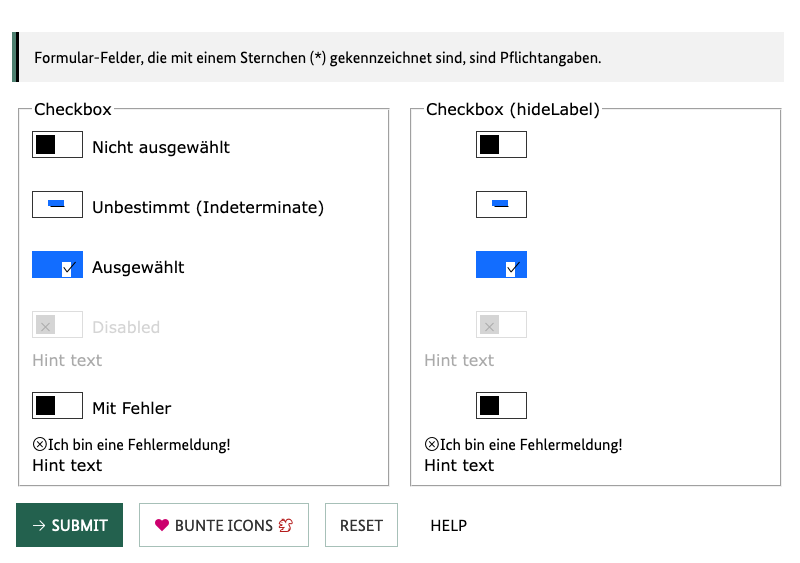 Formular-Felder, die mit einem Sternchen (*) gekennzeichnet sind, sind Pflichtangaben.
Checkbox
Nicht ausgewählt
Unbestimmt (Indeterminate)
Ausgewählt
Disabled
Hint text
Mit Fehler
Ich bin eine Fehlermeldung!
Hint text
Checkbox (hideLabel)
Hint text
Ich bin eine Fehlermeldung!
Hint text
SUBMIT
BUNTE ICONS
RESET
HELP